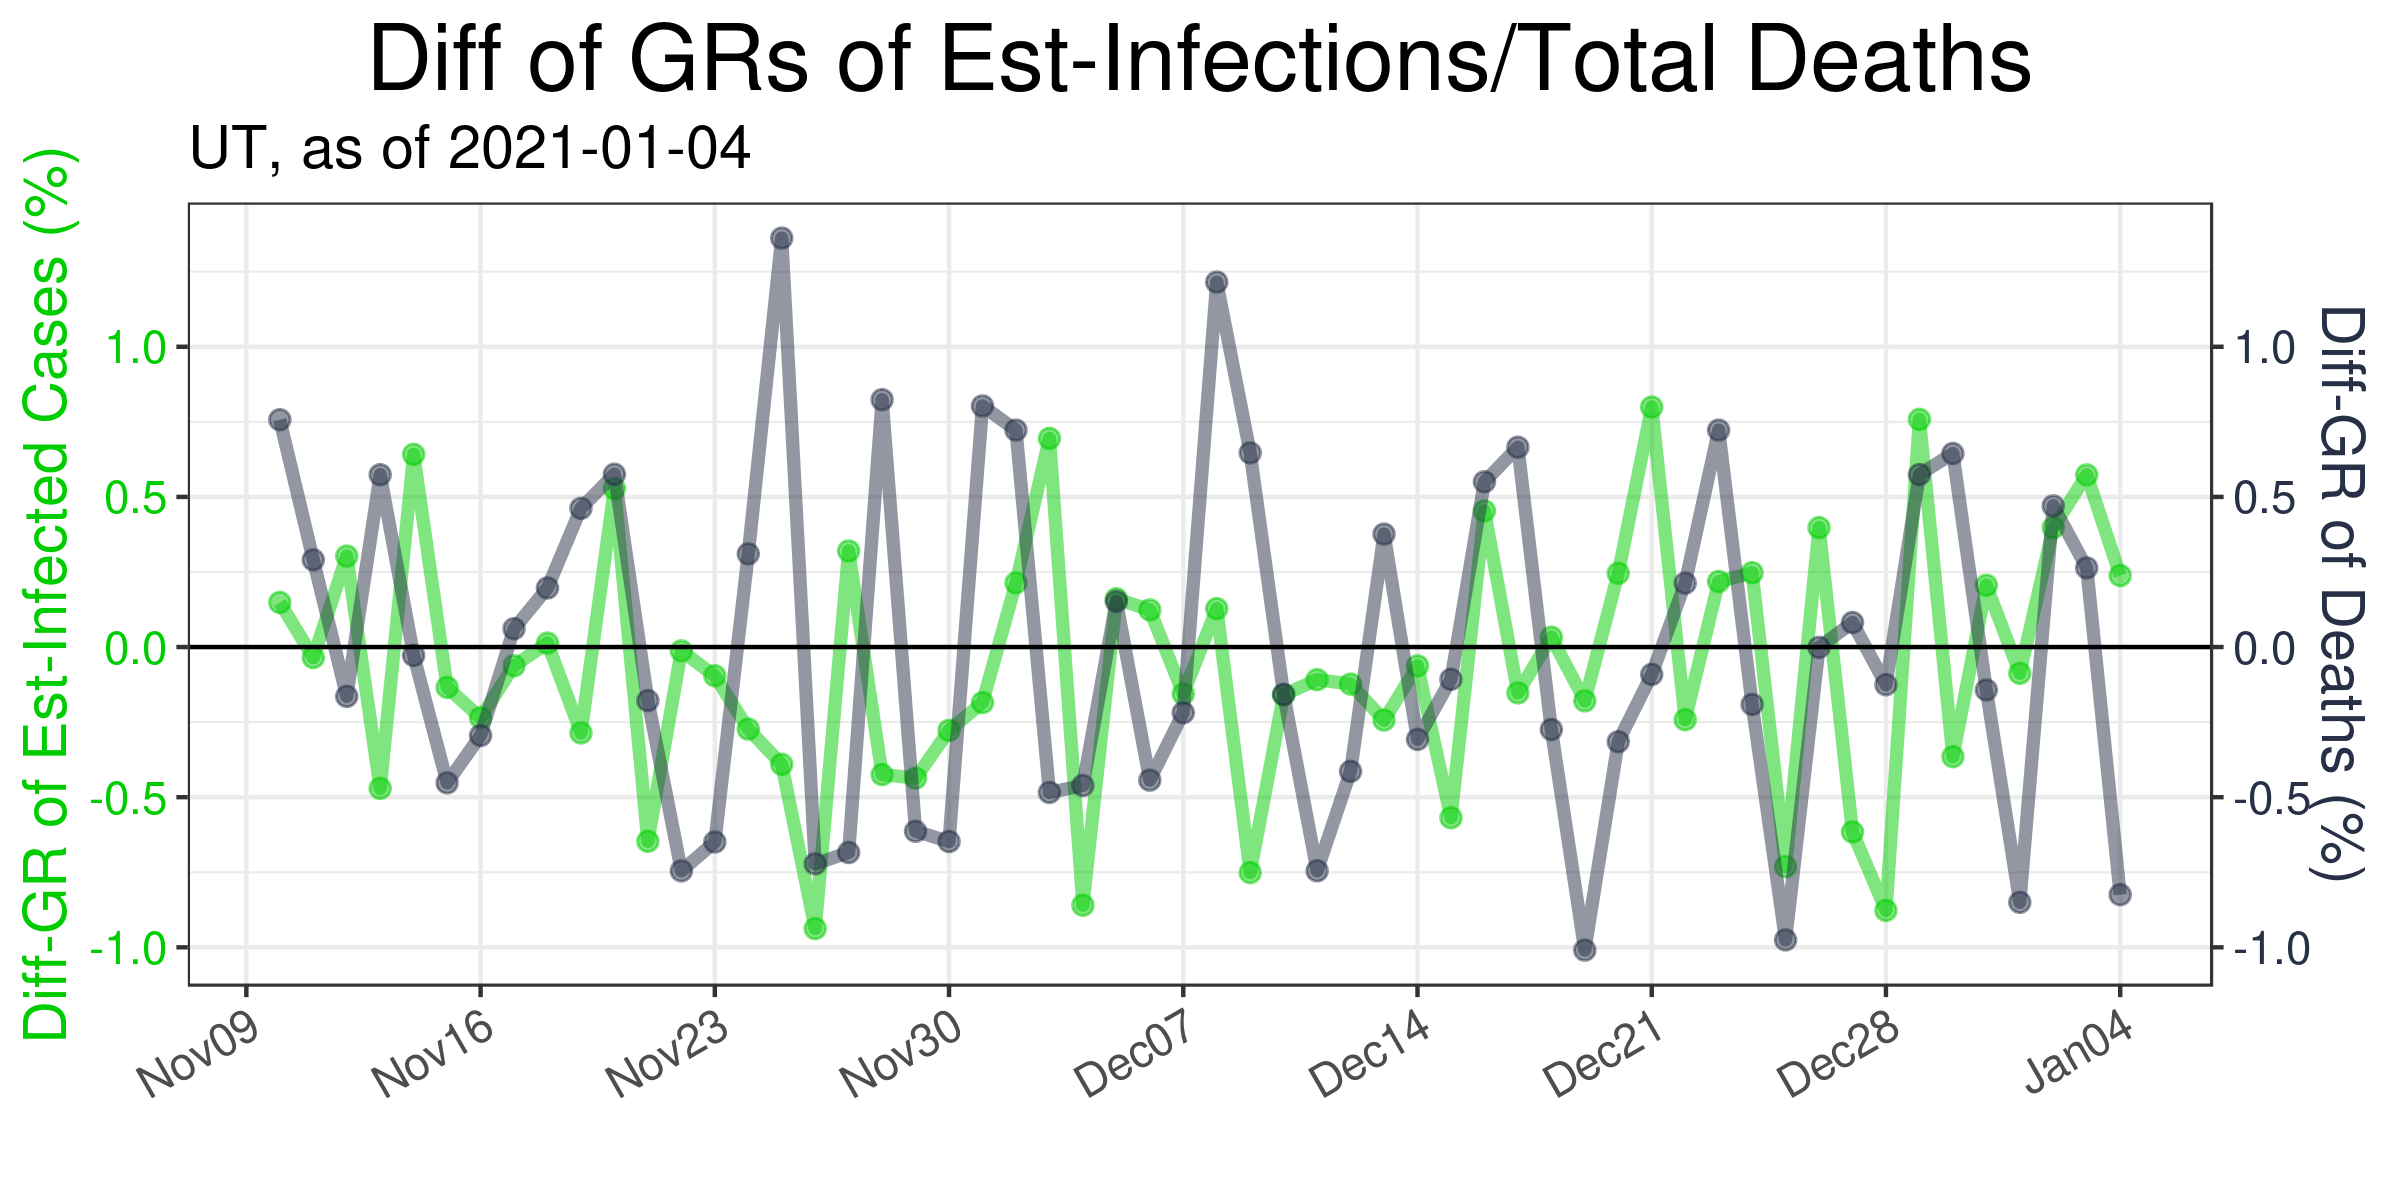 Diff of GRs of Est-Infections/Total Deaths
UT, as of 2021-01-04
Diff-GR of Est-Infected Cases (%)
1.0
0.5
0.0
-0.5
-1.0
1.0
0.5
0.0
-0.5
-1.0
Diff-GR of Deaths (%)
Nov09
Nov16
Nov23
Nov30
Dec07
Dec14
Dec21
Dec28
Jan04